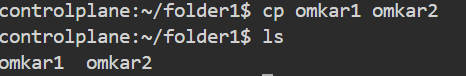 controlplane:~/folder1$ cp omkar1 omkar2
controlplane:~/folder1$ ls
omkar1  omkar2